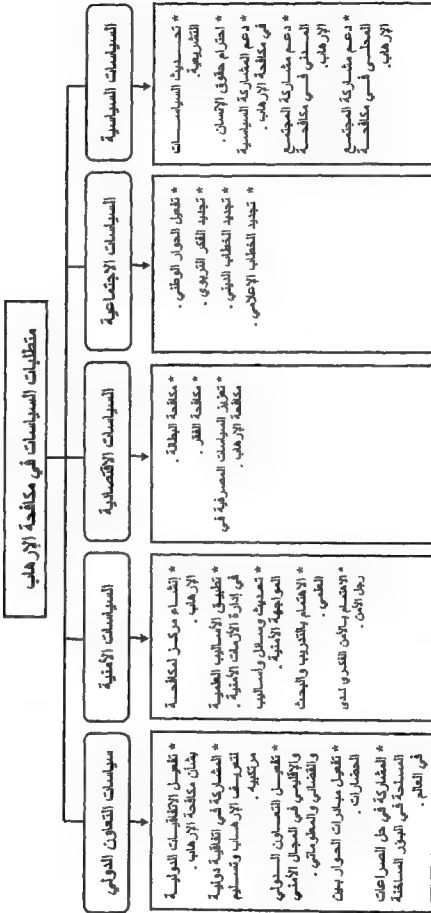 متطلبات السياسات في مكافحة الإرهاب
السياسات السياسية
* تحديث السياسات
التشريعية.
* احترام حقوق الإنسان.
* دعم المشاركة السياسية
في مكافحة الإرهاب.
* دعم مشاركة المجتمع
المدني في مكافحة
الإرهاب.
* دعم مشاركة المجتمع
المحلي في مكافحة
الإرهاب.
السياسات الاجتماعية
* تفعيل الحوار الوطني.
* تجديد الفكر التربوي.
* تجديد الخطاب الديني.
* تجديد الخطاب الإعلامي.
السياسات الاقتصادية
* مكافحة البطالة.
* مكافحة الفقر.
* تعزيز السياسات المصرفية في
مكافحة الإرهاب.
السياسات الأمنية
* إنشاء مركز لمكافحة
الإرهاب.
* تطبيق الأساليب العلمية
في إدارة الأزمات الأمنية.
* تحديث وسائل وأساليب
المواجهة الأمنية.
* الاهتمام بالتدريب والبحث
العلمي.
* الاهتمام بالأمن الفكري لدى
رجل الأمن.
سياسات التعاون الدولي
* تفعيل الاتفاقيات الدولية
بشأن مكافحة الإرهاب.
* المشاركة في اتفاقية دولية
لتعريف الإرهاب وتسليم
مرتكبيه.
* تفعيل التعاون الدولي
والإقليمي في المجال الأمني
والقضائي والمعلوماتي.
* تفعيل مبادرات الحوار بين
الحضارات.
* المشاركة في حل الصراعات
المسلحة في البؤر الساخنة
في العالم.